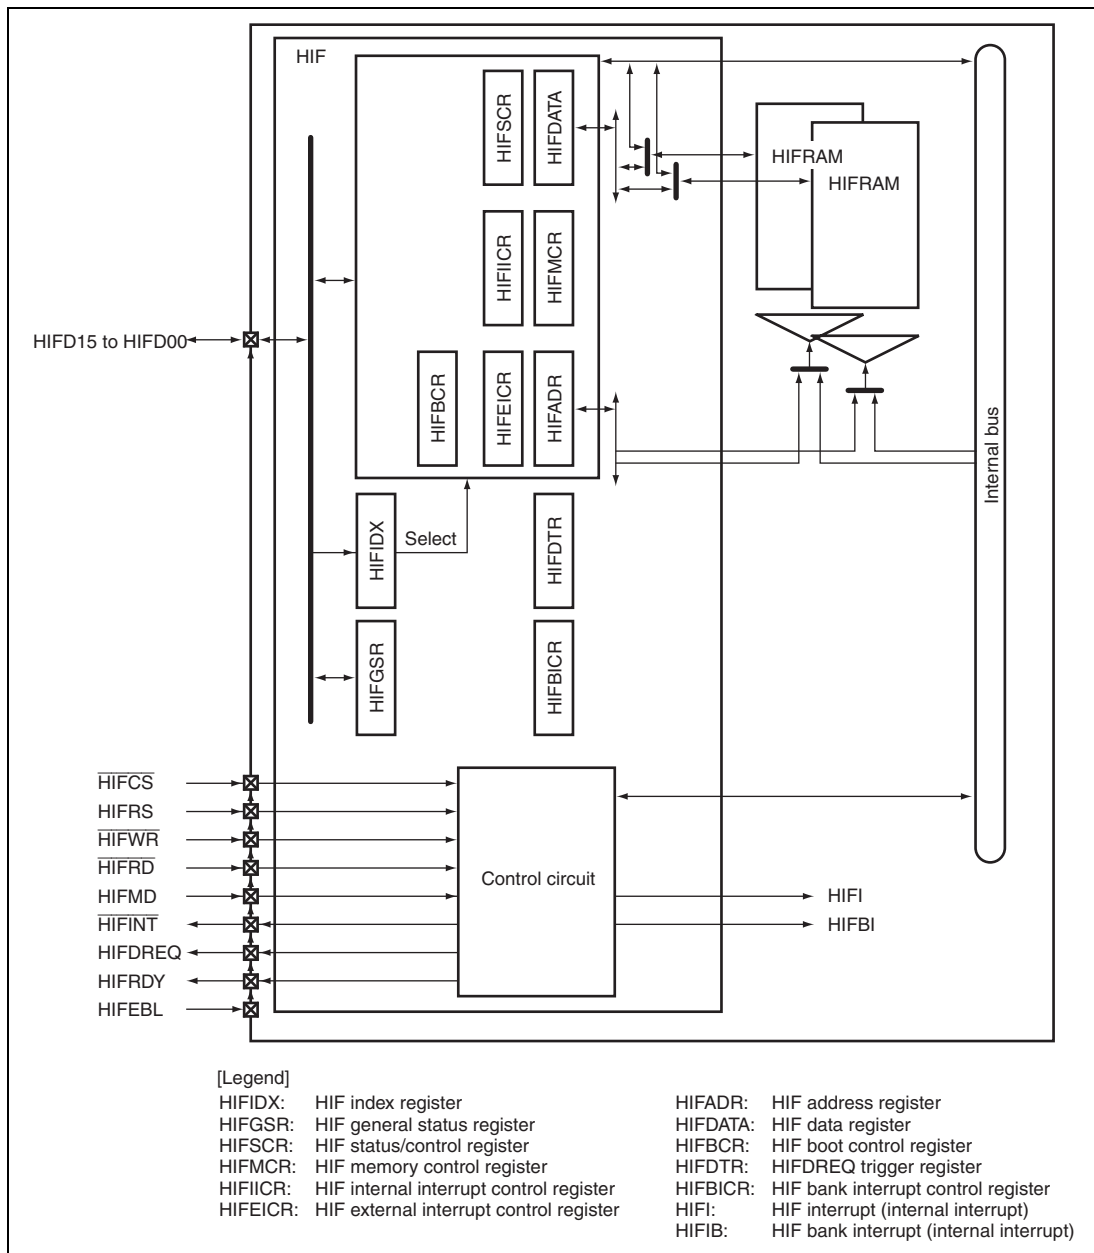 HIF
HIFSCR
HIFDATA
HIFRAM
HIFRAM
HIFIICR
HIFMCR
HIFD15 to HIFD00
HIFBCR
HIFEICR
HIFADR
Internal bus
HIFIDX
Select
HIFDTR
HIFGSR
HIFBICR
HIFCS
HIFRS
HIFWR
HIFRD
HIFMD
HIFINT
HIFDREQ
HIFRDY
HIFEBL
Control circuit
HIFI
HIFBI
[Legend]
HIFIDX: HIF index register
HIFGSR: HIF general status register
HIFSCR: HIF status/control register
HIFMCR: HIF memory control register
HIFIICR: HIF internal interrupt control register
HIFEICR: HIF external interrupt control register
HIFADR: HIF address register
HIFDATA: HIF data register
HIFBCR: HIF boot control register
HIFDTR: HIFDREQ trigger register
HIFBICR: HIF bank interrupt control register
HIFI: HIF interrupt (internal interrupt)
HIFIB: HIF bank interrupt (internal interrupt)